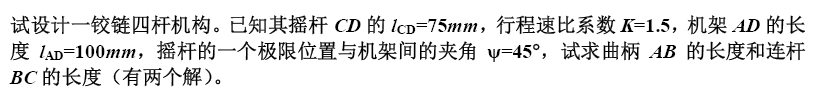 试设计一铰链四杆机构。已知其摇杆 CD 的 lCD=75mm，行程速比系数 K=1.5，机架 AD 的长
度 lAD=100mm，摇杆的一个极限位置与机架间的夹角 ψ=45°，试求曲柄 AB 的长度和连杆
BC 的长度（有两个解）。